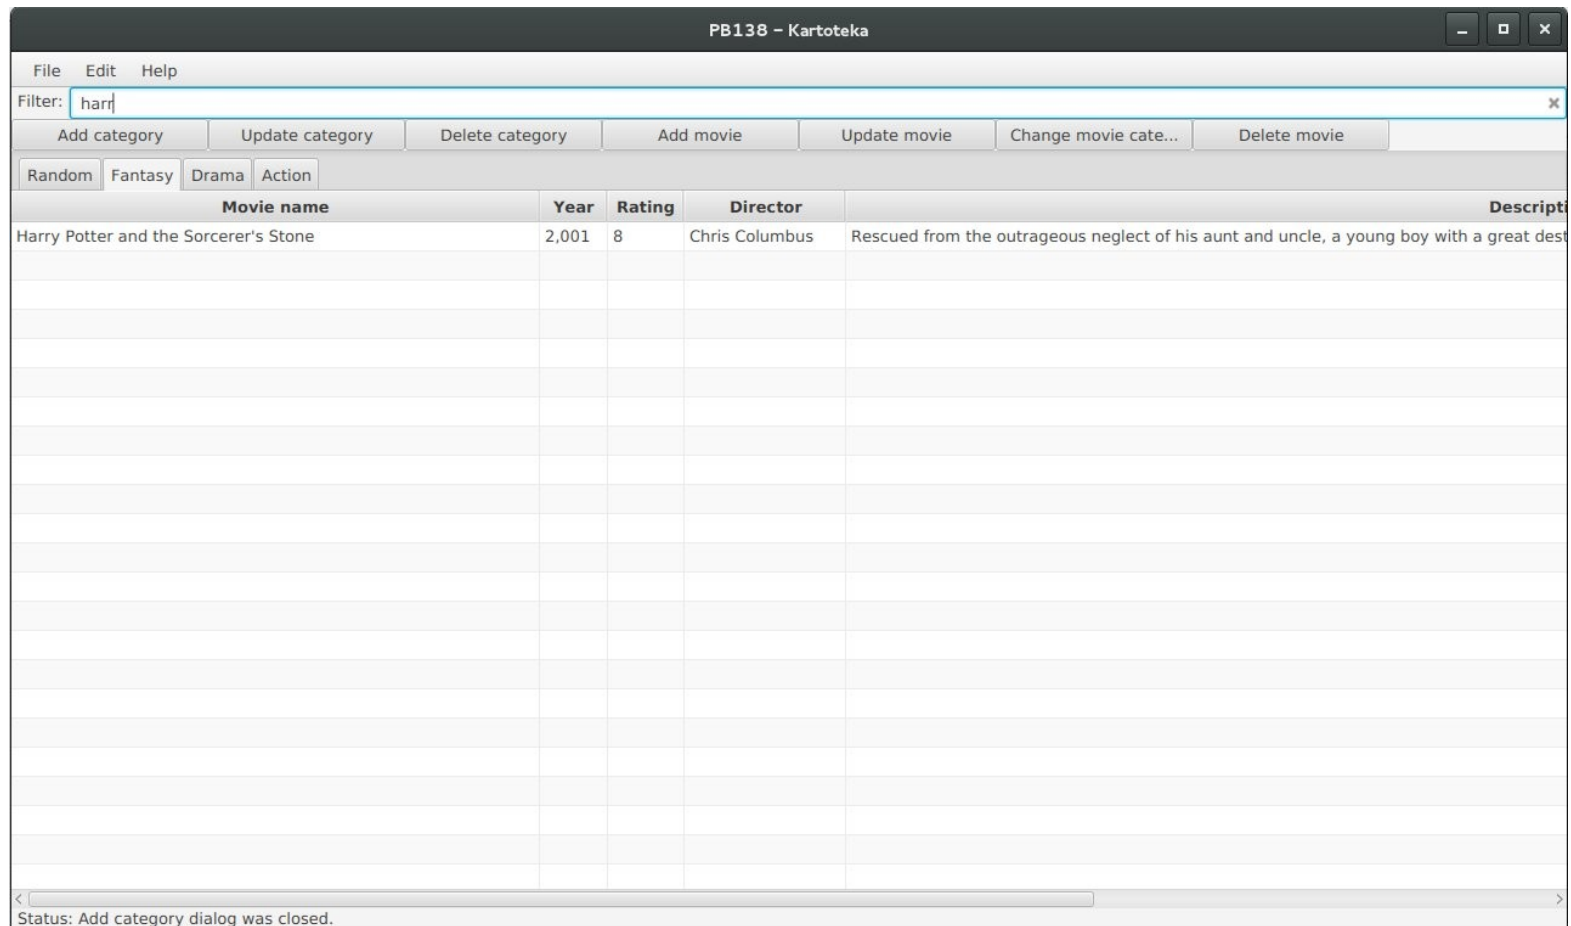 PB138 – Kartoteka
File Edit Help
Filter: harr
Add category Update category Delete category Add movie Update movie Change movie cate... Delete movie
Random Fantasy Drama Action
Movie name Year Rating Director Descripti
Harry Potter and the Sorcerer's Stone 2,001 8 Chris Columbus Rescued from the outrageous neglect of his aunt and uncle, a young boy with a great dest
Status: Add category dialog was closed.